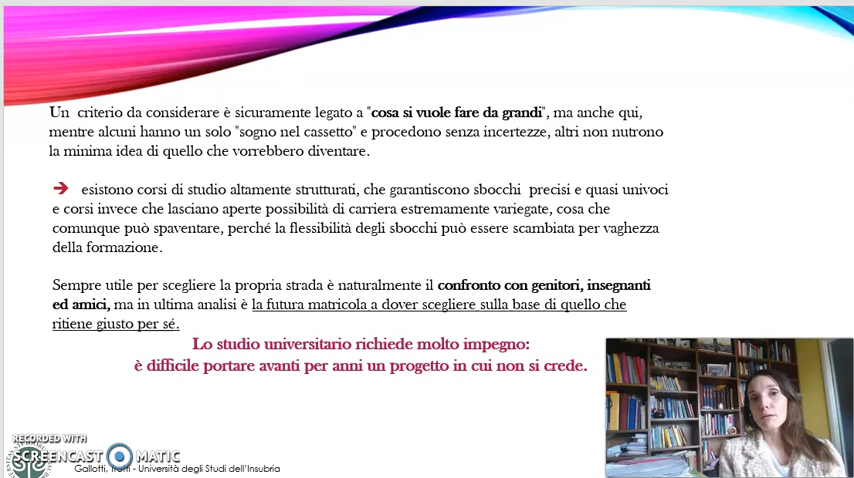 Un criterio da considerare è sicuramente legato a "cosa si vuole fare da grandi", ma anche qui,
mentre alcuni hanno un solo "sogno nel cassetto" e procedono senza incertezze, altri non nutrono
la minima idea di quello che vorrebbero diventare.
➔ esistono corsi di studio altamente strutturati, che garantiscono sbocchi precisi e quasi univoci
e corsi invece che lasciano aperte possibilità di carriera estremamente variegate, cosa che
comunque può spaventare, perché la flessibilità degli sbocchi può essere scambiata per vaghezza
della formazione.
Sempre utile per scegliere la propria strada è naturalmente il confronto con genitori, insegnanti
ed amici, ma in ultima analisi è la futura matricola a dover scegliere sulla base di quello che
ritiene giusto per sé.
Lo studio universitario richiede molto impegno:
è difficile portare avanti per anni un progetto in cui non si crede.
RECORDED WITH
SCREENCAST MATIC
Gallotti, - Università degli Studi dell'Insubria